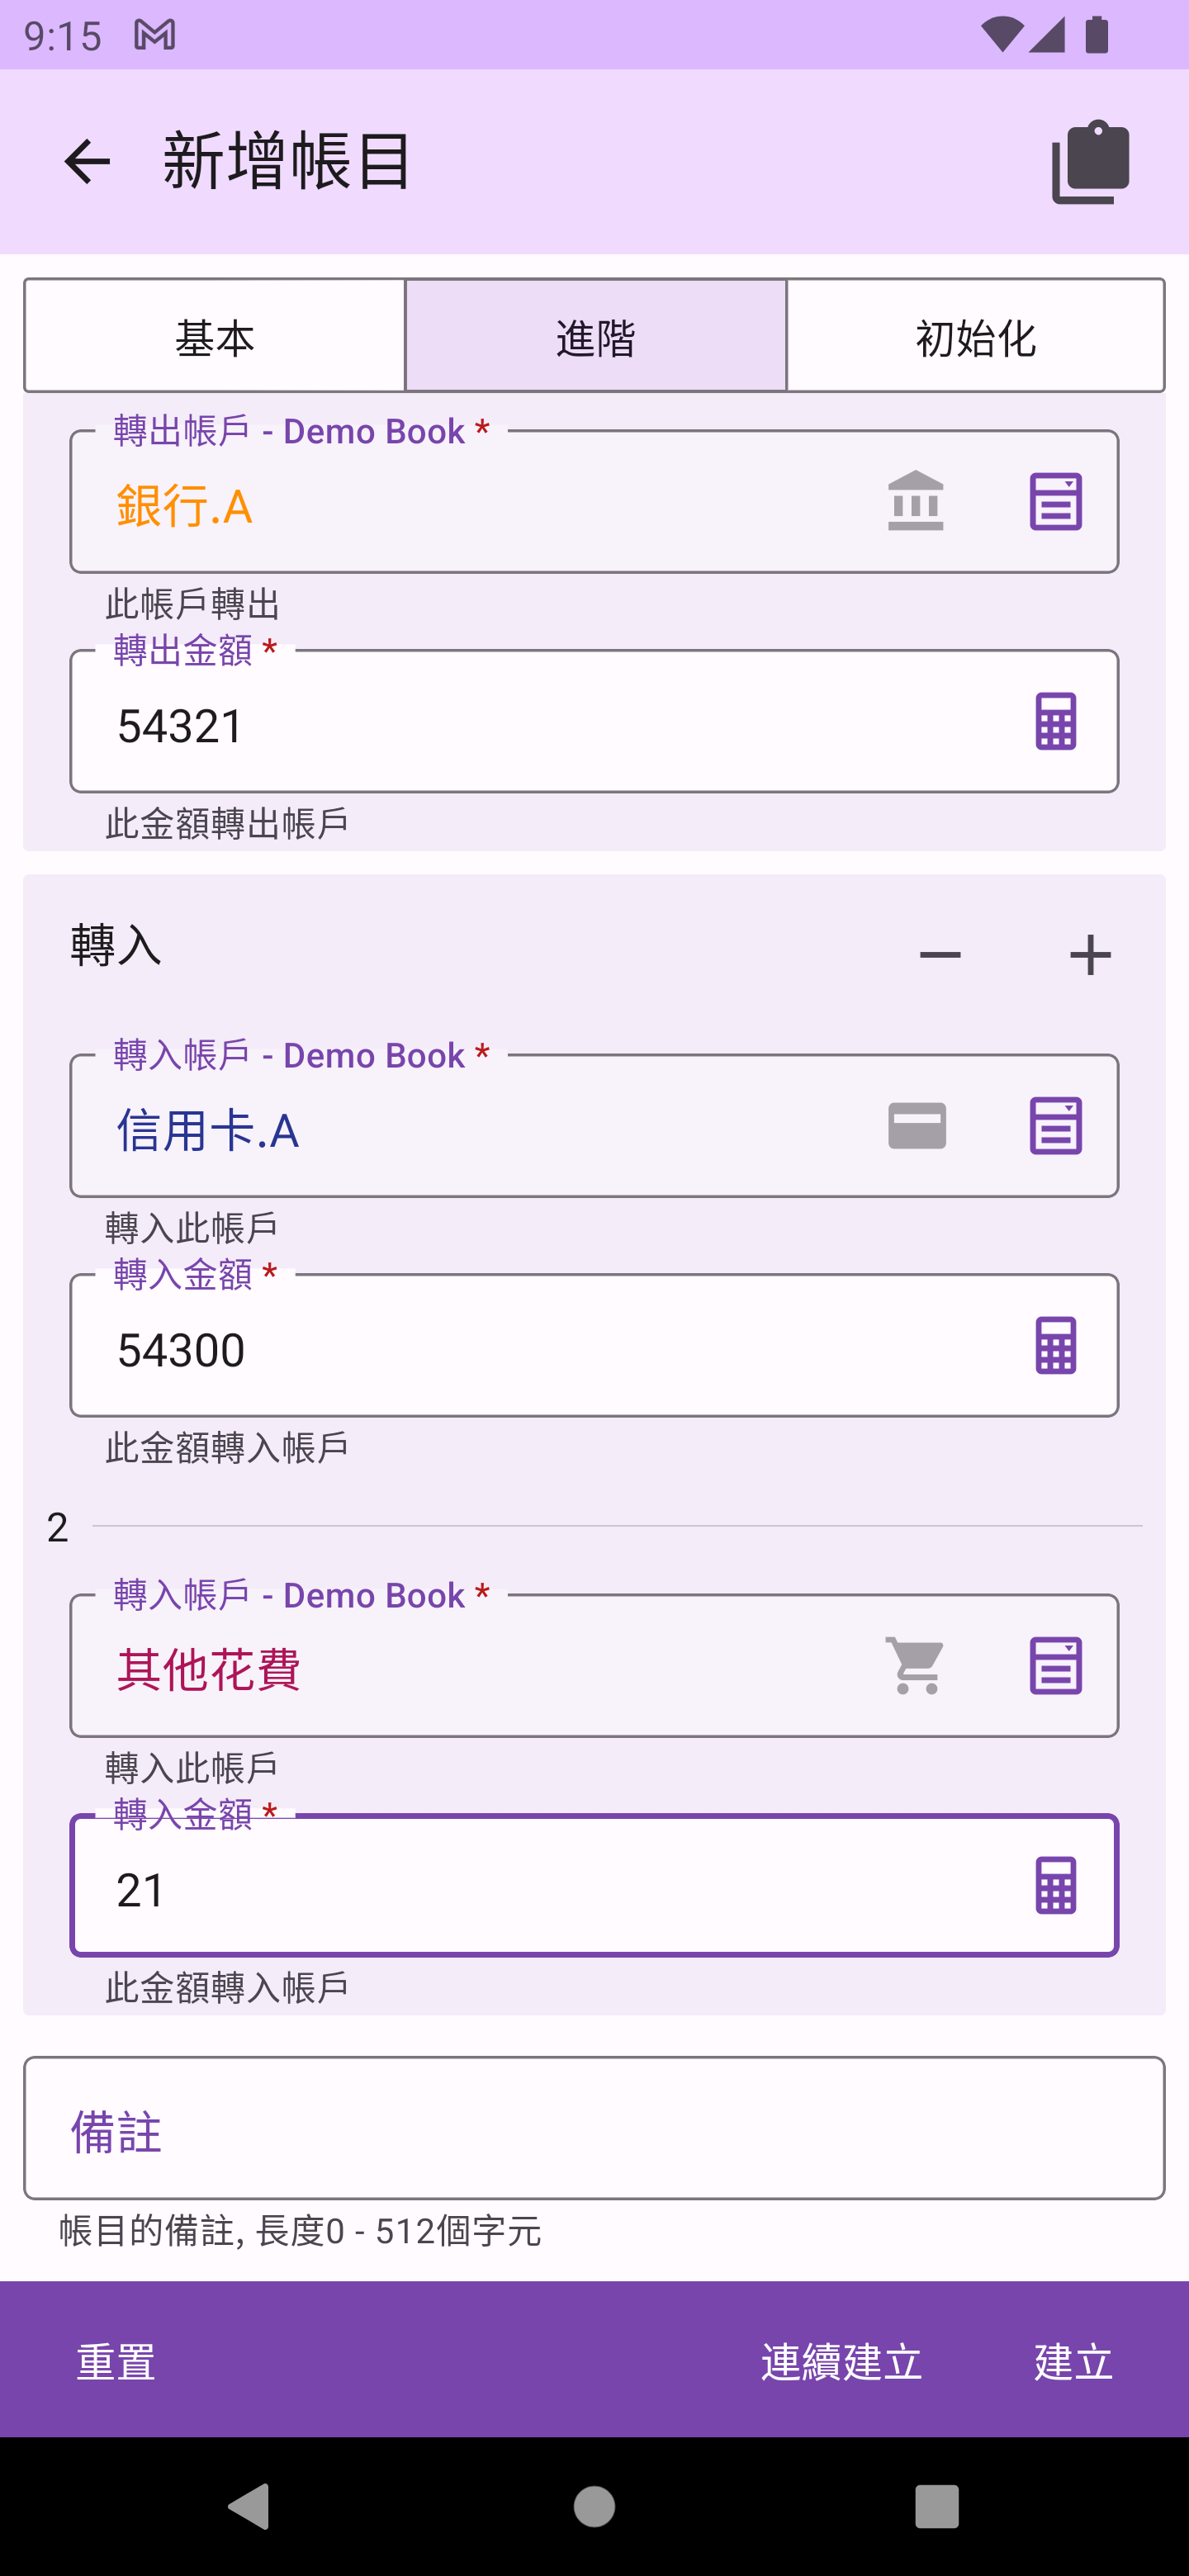 9:15
新增帳目
基本 進階 初始化
轉出帳戶 - Demo Book *
銀行.A
此帳戶轉出
轉出金額 *
54321
此金額轉出帳戶
轉入
轉入帳戶 - Demo Book *
信用卡.A
轉入此帳戶
轉入金額 *
54300
此金額轉入帳戶
2
轉入帳戶 - Demo Book *
其他花費
轉入此帳戶
轉入金額 *
21
此金額轉入帳戶
備註
帳目的備註, 長度0 - 512個字元
重置 連續建立 建立